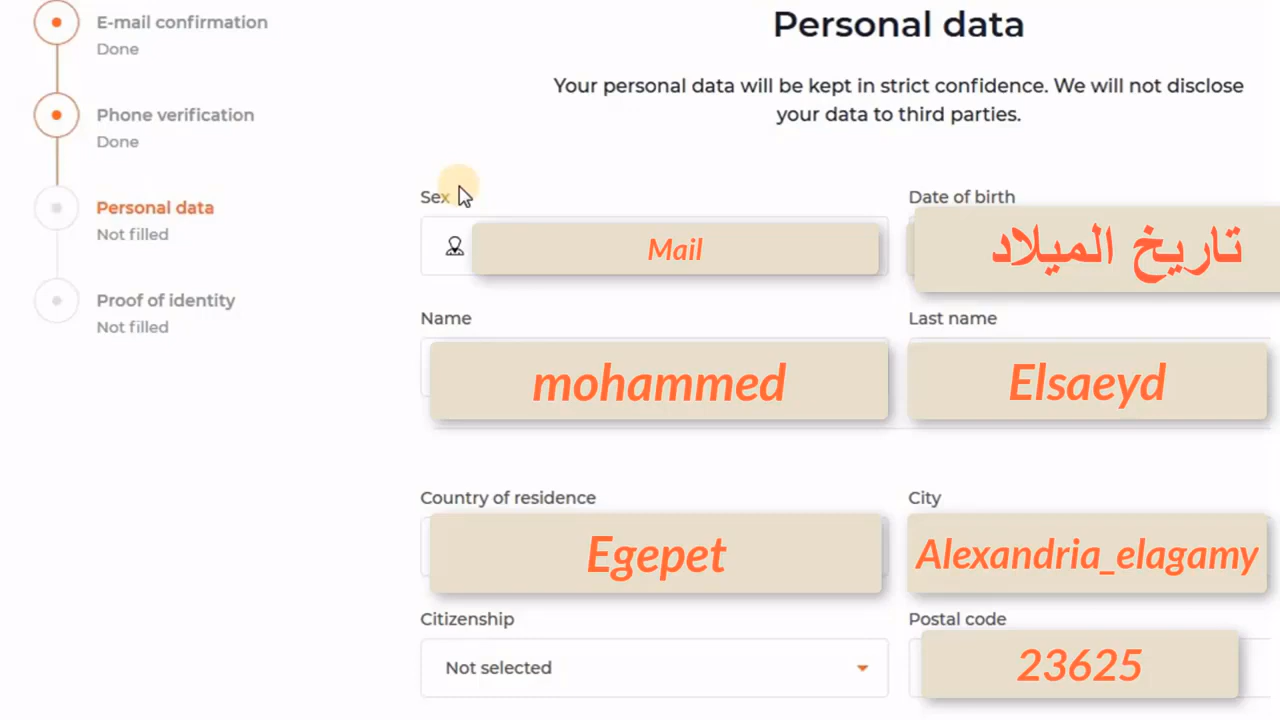 E-mail confirmation
Done
Phone verification
Done
Personal data
Not filled
Proof of identity
Not filled
Personal data
Your personal data will be kept in strict confidence. We will not disclose
your data to third parties.
Sex
Mail
Date of birth
تاريخ الميلاد
Name
mohammed
Last name
Elsaeyd
Country of residence
Egepet
City
Alexandria_elagamy
Citizenship
Not selected
Postal code
23625